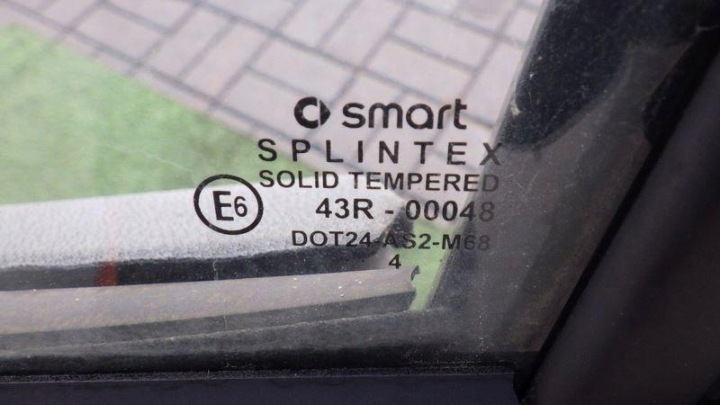 smart
SPLINTEX
SOLID TEMPERED
E6 43R - 00048
DOT24-AS2-M68
4